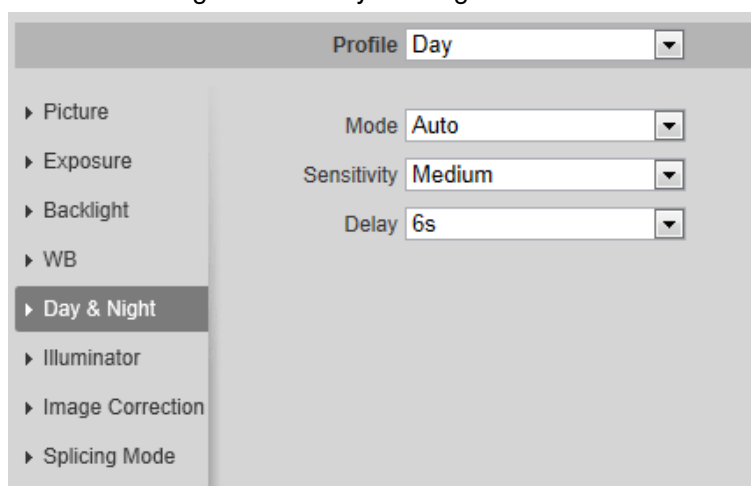 Profile Day
Picture
Mode Auto
Exposure
Sensitivity Medium
Backlight
Delay 6s
WB
Day & Night
Illuminator
Image Correction
Splicing Mode